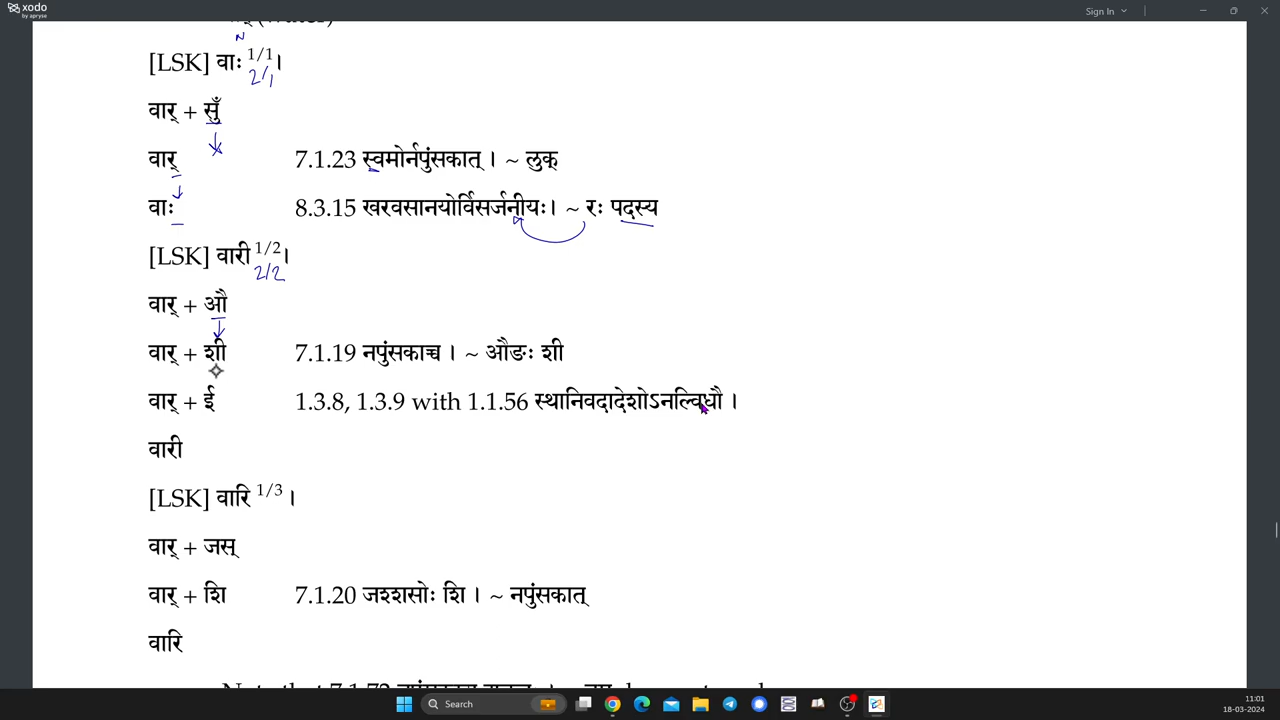 xodo
by apryse
Sign In
[LSK] वाः 1/1।
2/1
वार् + सुँ
वार् 7.1.23 स्वमोर्नपुंसकात् । ~ लुक्
वाः 8.3.15 खरवसानयोर्विसर्जनीयः। ~ रः पदस्य
[LSK] वारी 1/2।
2/2
वार् + औ
वार् + शी 7.1.19 नपुंसकाच्च । ~ औङः शी
वार् + ई 1.3.8, 1.3.9 with 1.1.56 स्थानिवदादेशोऽनल्विधौ ।
वारी
[LSK] वारि 1/3 ।
वार् + जस्
वार् + शि 7.1.20 जश्शसोः शि । ~ नपुंसकात्
वारि
Search
11:01
18-03-2024